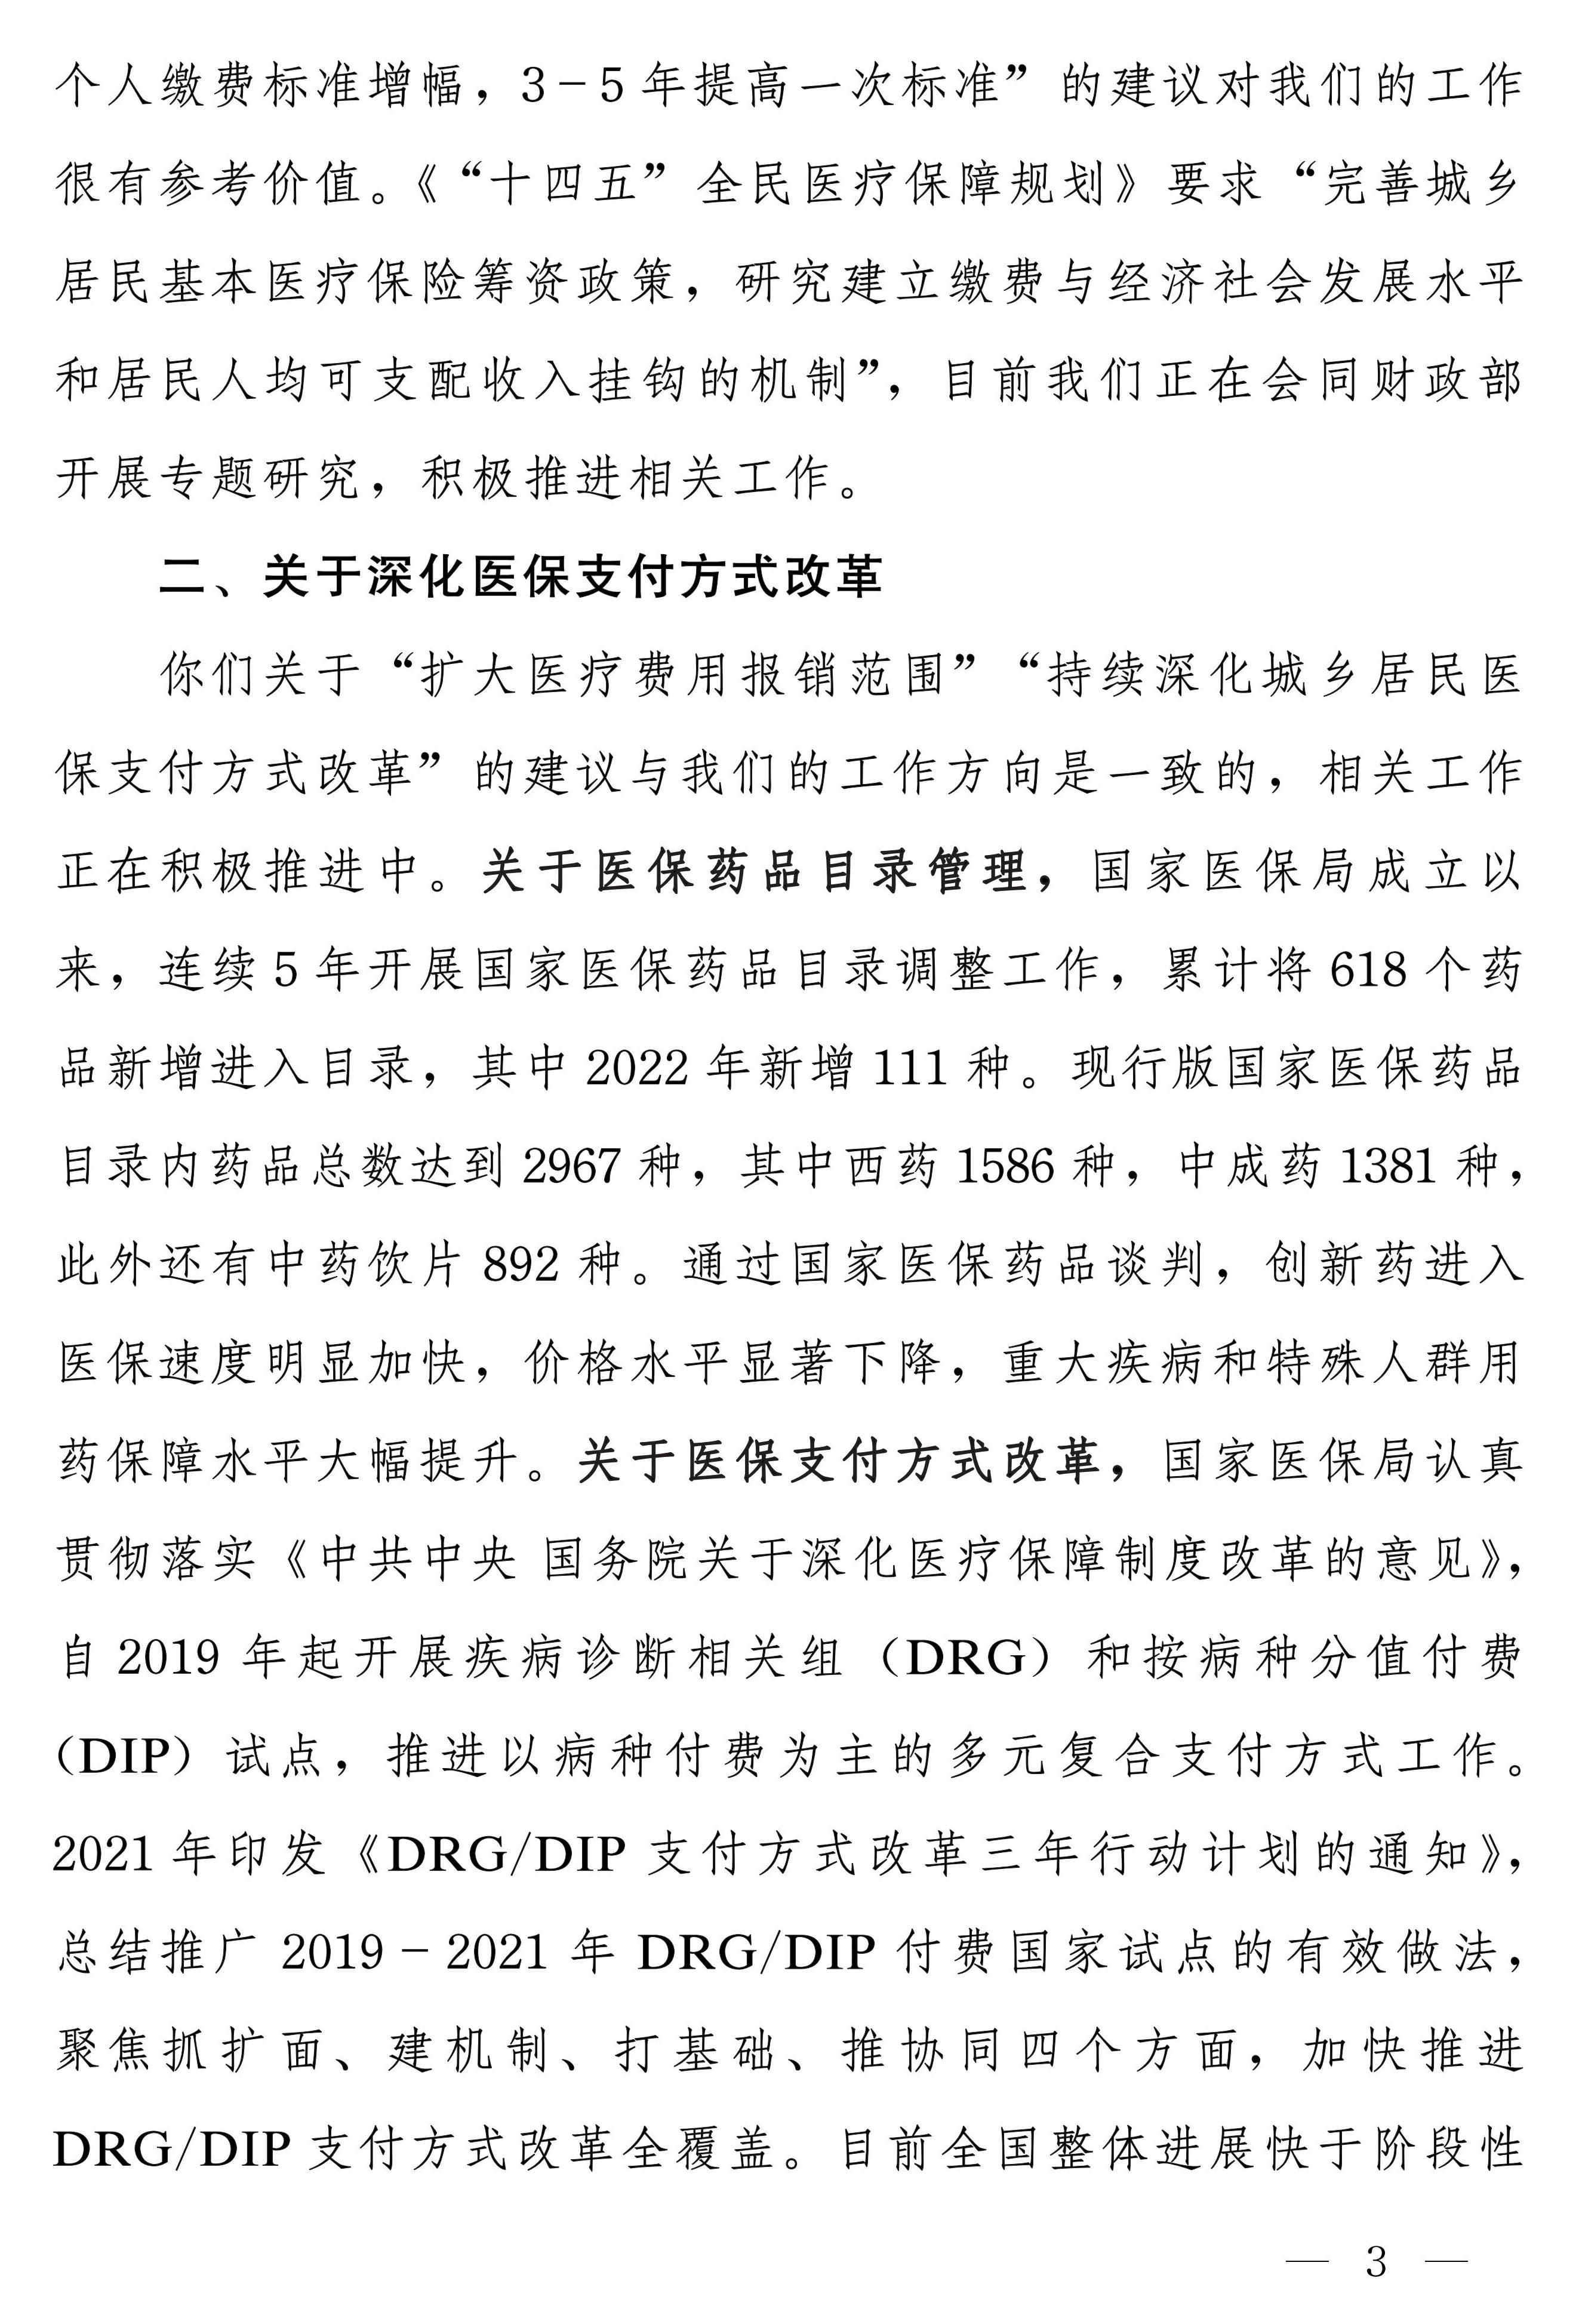 个人缴费标准增幅，3－5年提高一次标准”的建议对我们的工作
很有参考价值。《“十四五”全民医疗保障规划》要求“完善城乡
居民基本医疗保险筹资政策，研究建立缴费与经济社会发展水平
和居民人均可支配收入挂钩的机制”，目前我们正在会同财政部
开展专题研究，积极推进相关工作。
二、关于深化医保支付方式改革
你们关于“扩大医疗费用报销范围”“持续深化城乡居民医
保支付方式改革”的建议与我们的工作方向是一致的，相关工作
正在积极推进中。关于医保药品目录管理，国家医保局成立以
来，连续5年开展国家医保药品目录调整工作，累计将618个药
品新增进入目录，其中2022年新增111种。现行版国家医保药品
目录内药品总数达到2967种，其中西药1586种，中成药1381种，
此外还有中药饮片892种。通过国家医保药品谈判，创新药进入
医保速度明显加快，价格水平显著下降，重大疾病和特殊人群用
药保障水平大幅提升。关于医保支付方式改革，国家医保局认真
贯彻落实《中共中央 国务院关于深化医疗保障制度改革的意见》，
自2019年起开展疾病诊断相关组（DRG）和按病种分值付费
（DIP）试点，推进以病种付费为主的多元复合支付方式工作。
2021年印发《DRG/DIP支付方式改革三年行动计划的通知》，
总结推广2019－2021年DRG/DIP付费国家试点的有效做法，
聚焦抓扩面、建机制、打基础、推协同四个方面，加快推进
DRG/DIP支付方式改革全覆盖。目前全国整体进展快于阶段性
— 3 —